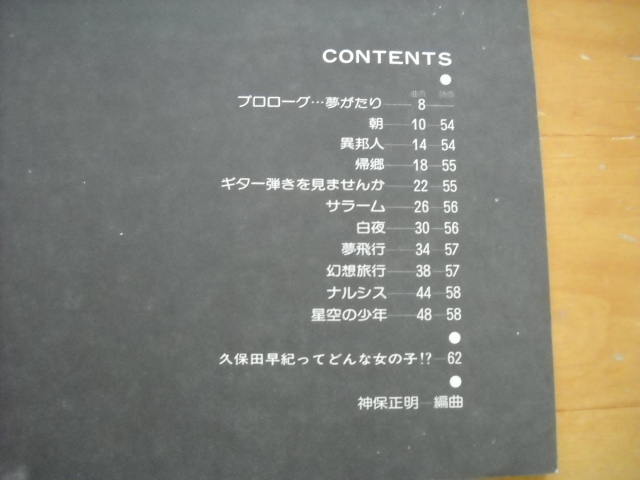 CONTENTS
●
プロローグ…夢がたり 8
朝 10 54
異邦人 14 54
帰郷 18 55
ギター弾きを見ませんか 22 55
サラーム 26 56
白夜 30 56
夢飛行 34 57
幻想旅行 38 57
ナルシス 44 58
星空の少年 48 58
●
久保田早紀ってどんな女の子!? 62
●
神保正明 編曲